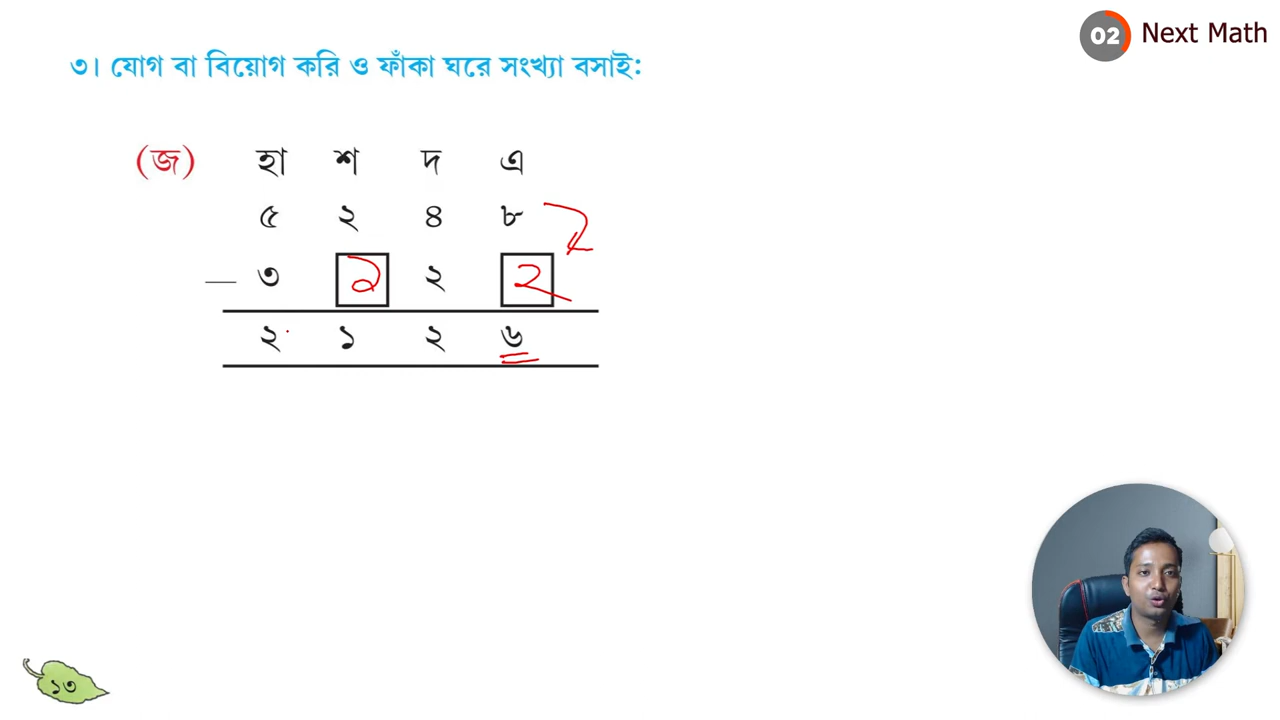 02 Next Math
৩। যোগ বা বিয়োগ করি ও ফাঁকা ঘরে সংখ্যা বসাই:
(জ) হা শ দ এ
৫ ২ ৪ ৮
— ৩ ১ ২ ২
২ ১ ২ ৬
১৩